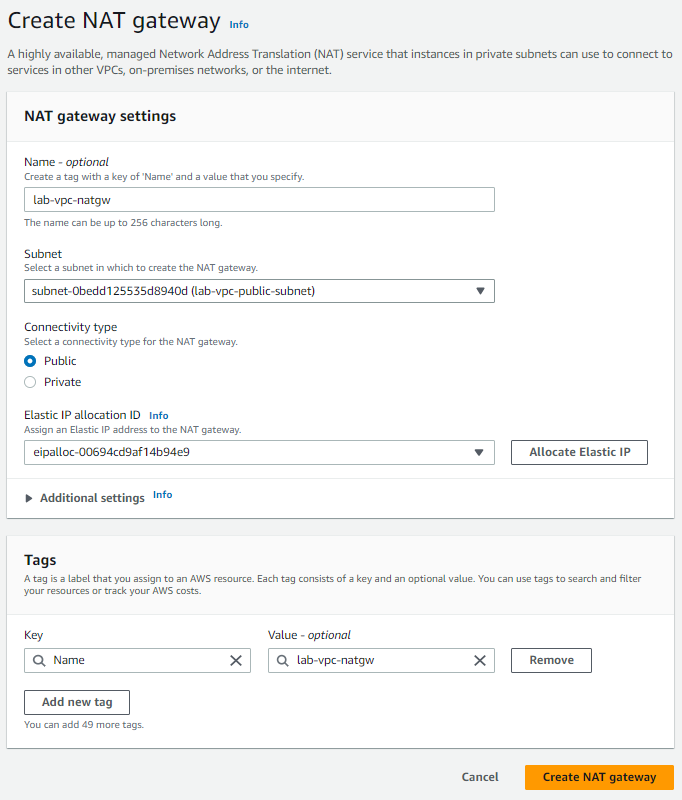 Create NAT gateway Info
A highly available, managed Network Address Translation (NAT) service that instances in private subnets can use to connect to
services in other VPCs, on-premises networks, or the internet.
NAT gateway settings
Name - optional
Create a tag with a key of 'Name' and a value that you specify.
lab-vpc-natgw
The name can be up to 256 characters long.
Subnet
Select a subnet in which to create the NAT gateway.
subnet-0bedd125535d8940d (lab-vpc-public-subnet)
Connectivity type
Select a connectivity type for the NAT gateway.
Public
Private
Elastic IP allocation ID Info
Assign an Elastic IP address to the NAT gateway.
eipalloc-00694cd9af14b94e9 Allocate Elastic IP
Additional settings Info
Tags
A tag is a label that you assign to an AWS resource. Each tag consists of a key and an optional value. You can use tags to search and filter
your resources or track your AWS costs.
Key Value - optional
Name lab-vpc-natgw Remove
Add new tag
You can add 49 more tags.
Cancel Create NAT gateway